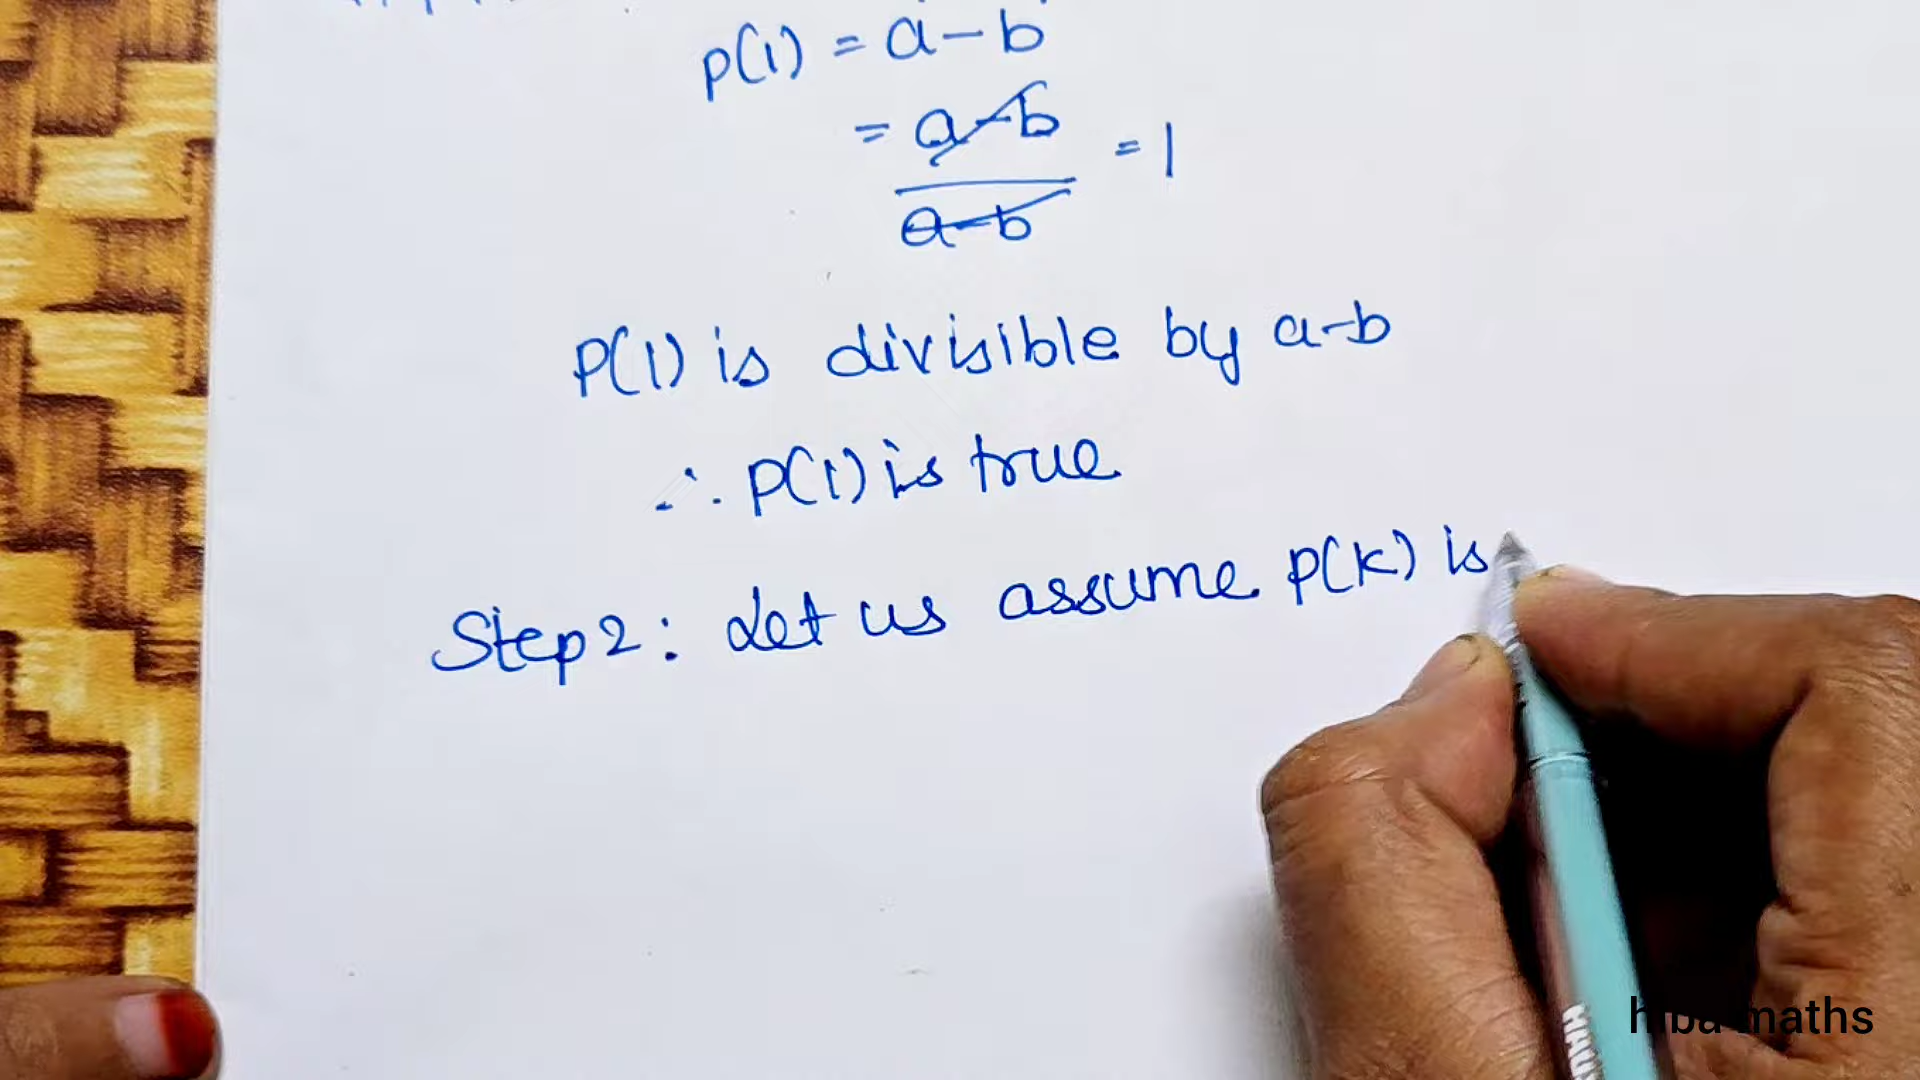 P(1) = a-b
= a-b/a-b = 1
P(1) is divisible by a-b
∴ P(1) is true
Step 2: Let us assume P(k) is
maths